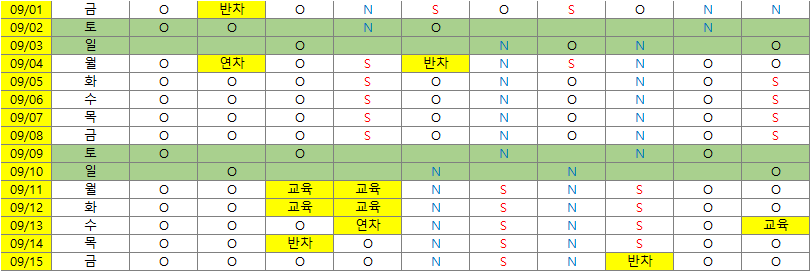 09/01 금 O 반차 O N S O S O N N
09/02 토 O O N O N
09/03 일 O N O N O
09/04 월 O 연차 O S 반차 N S N O O
09/05 화 O O O S O N O N O S
09/06 수 O O O S O N O N O S
09/07 목 O O O S O N O N O S
09/08 금 O O O S O N O N O S
09/09 토 O O N N O
09/10 일 O N N O
09/11 월 O O 교육 교육 N S N S O O
09/12 화 O O 교육 교육 N S N S O O
09/13 수 O O O 연차 N S N S O 교육
09/14 목 O O 반차 O N S N S O O
09/15 금 O O O O N S N 반차 O O